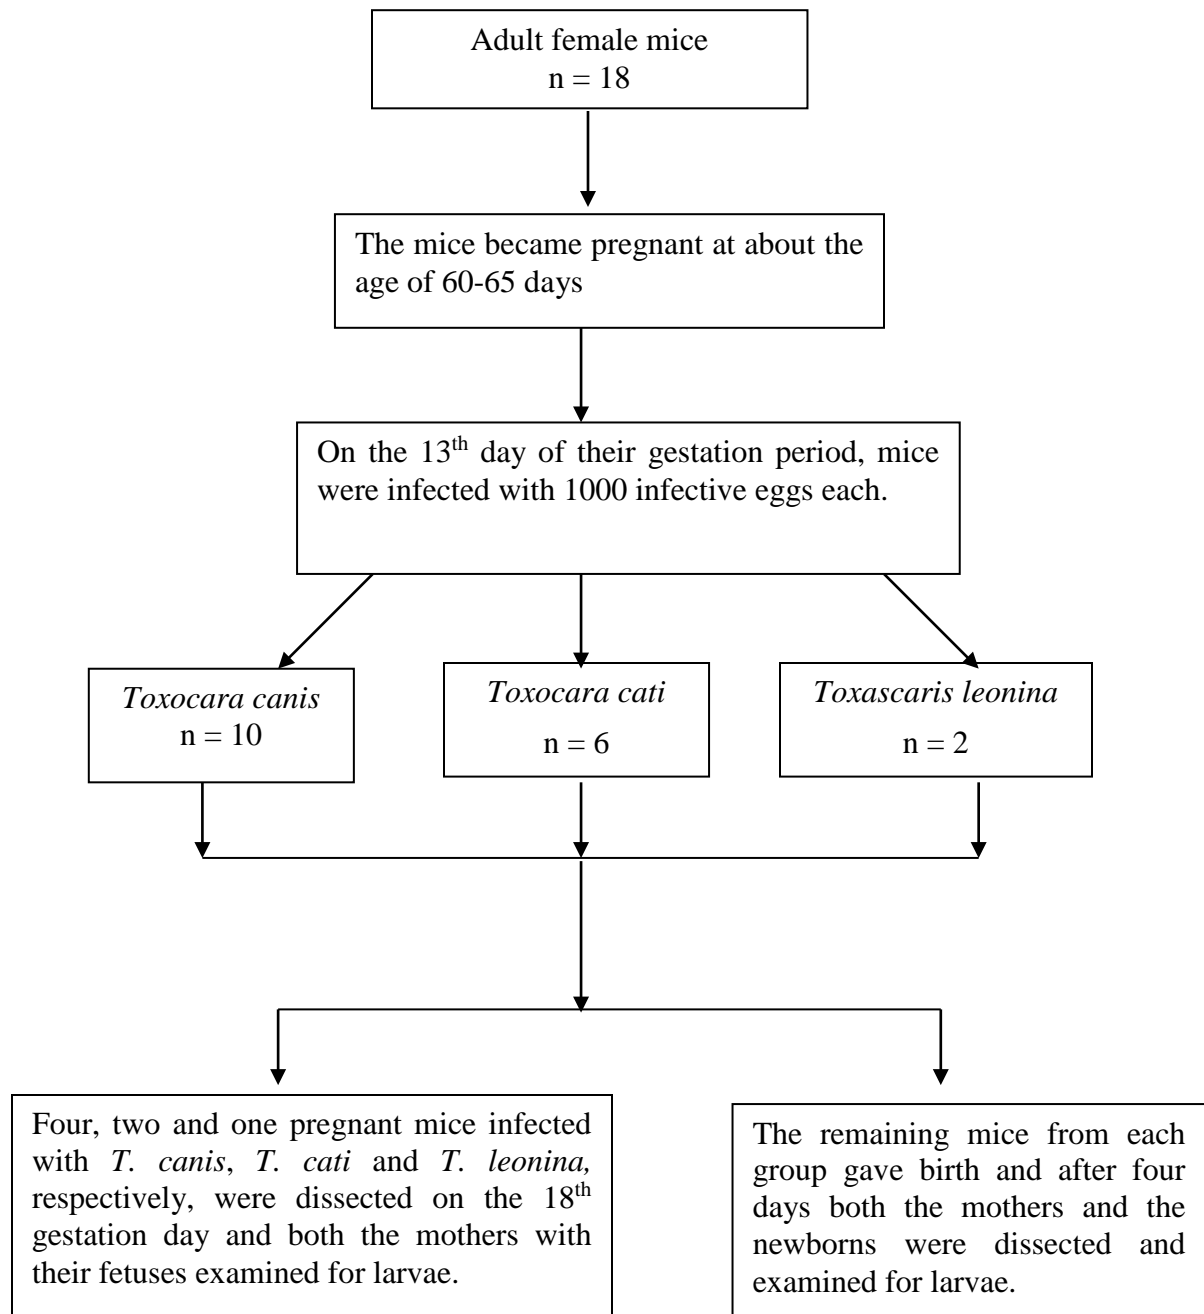 Adult female mice
n = 18
The mice became pregnant at about the
age of 60-65 days
On the 13th day of their gestation period, mice
were infected with 1000 infective eggs each.
Toxocara canis
n = 10
Toxocara cati
n = 6
Toxascaris leonina
n = 2
Four, two and one pregnant mice infected
with T. canis, T. cati and T. leonina,
respectively, were dissected on the 18th
gestation day and both the mothers with
their fetuses examined for larvae.
The remaining mice from each
group gave birth and after four
days both the mothers and the
newborns were dissected and
examined for larvae.